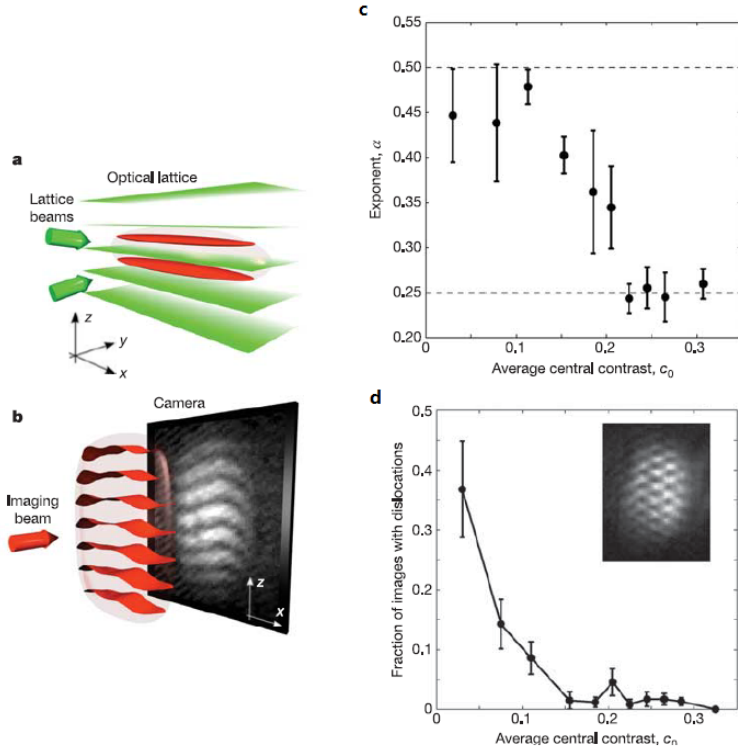 a
Optical lattice
Lattice
beams
z
y
x
b
Camera
Imaging
beam
z
x
c
0.55
0.50
0.45
0.40
0.35
0.30
0.25
0.20
Exponent, α
0
0.1
0.2
0.3
Average central contrast, c₀
d
0.5
0.4
0.3
0.2
0.1
0
Fraction of images with dislocations
0
0.1
0.2
0.3
Average central contrast, c₀